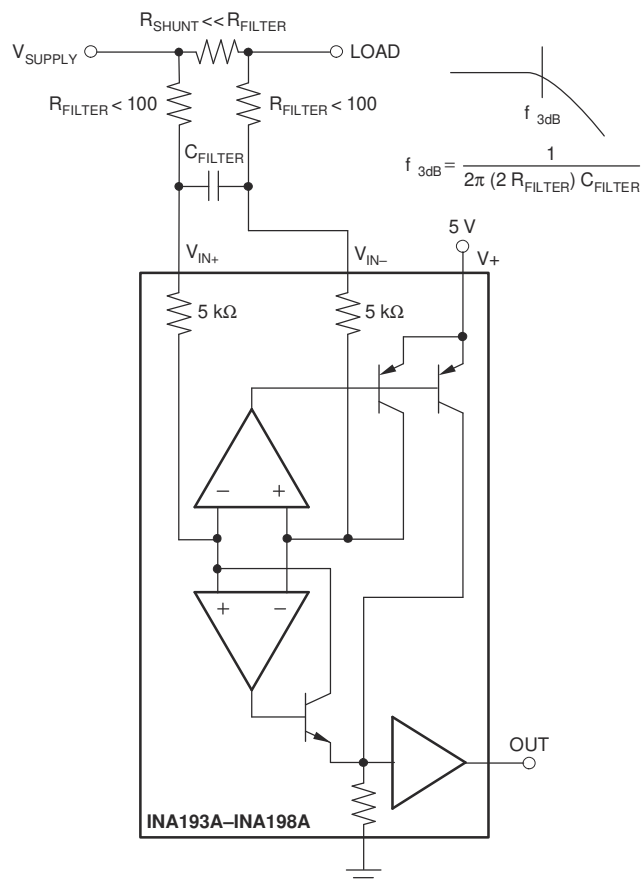 R_SHUNT << R_FILTER
V_SUPPLY
LOAD
R_FILTER < 100
R_FILTER < 100
C_FILTER
f_3dB
f_3dB = 1 / 2π (2 R_FILTER) C_FILTER
5 V
V+
V_IN+
V_IN–
5 kΩ
5 kΩ
– +
+ –
OUT
INA193A–INA198A